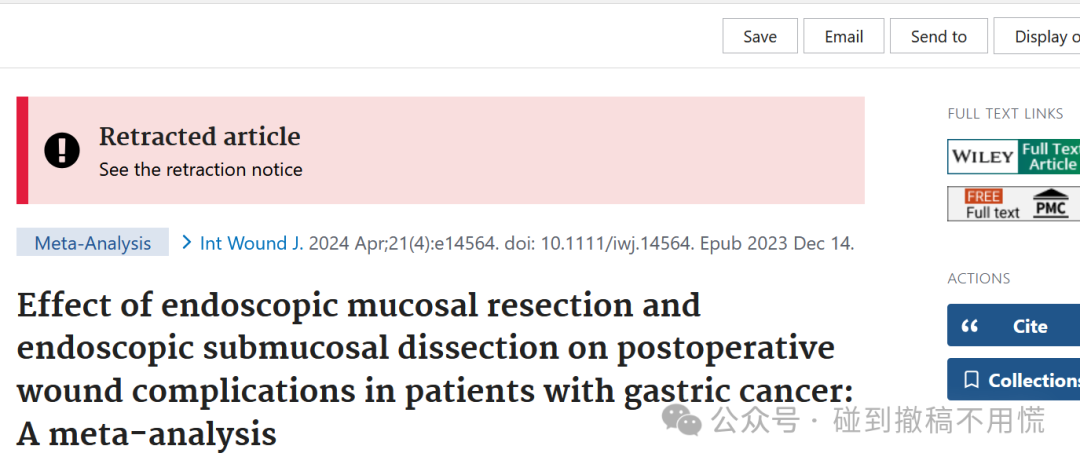 Save Email Send to Display o
Retracted article
See the retraction notice
FULL TEXT LINKS
WILEY Full Text Article
FREE Full text PMC
Meta-Analysis > Int Wound J. 2024 Apr;21(4):e14564. doi: 10.1111/iwj.14564. Epub 2023 Dec 14.
Effect of endoscopic mucosal resection and
endoscopic submucosal dissection on postoperative
wound complications in patients with gastric cancer:
A meta-analysis
ACTIONS
Cite
Collections
公众号 · 碰到撤稿不用慌